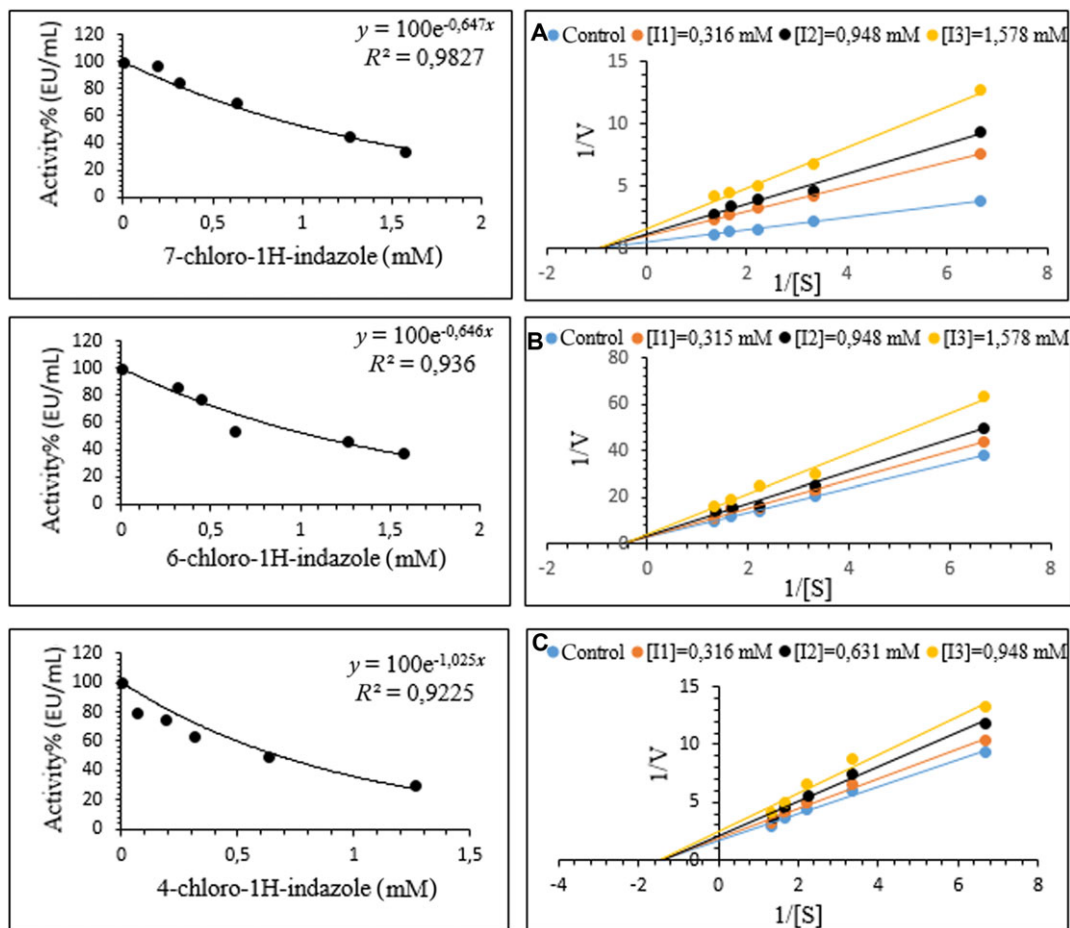 y = 100e^-0,647x
R² = 0,9827
Activity% (EU/mL)
120
100
80
60
40
20
0
0 0,5 1 1,5 2
7-chloro-1H-indazole (mM)
A Control [I1]=0,316 mM [I2]=0,948 mM [I3]=1,578 mM
1/V
15
10
5
0
-2 0 2 4 6 8
1/[S]
y = 100e^-0,646x
R² = 0,936
Activity% (EU/mL)
120
100
80
60
40
20
0
0 0,5 1 1,5 2
6-chloro-1H-indazole (mM)
B Control [I1]=0,315 mM [I2]=0,948 mM [I3]=1,578 mM
1/V
80
60
40
20
0
-2 0 2 4 6 8
1/[S]
y = 100e^-1,025x
R² = 0,9225
Activity% (EU/mL)
120
100
80
60
40
20
0
0 0,5 1 1,5
4-chloro-1H-indazole (mM)
C Control [I1]=0,316 mM [I2]=0,631 mM [I3]=0,948 mM
1/V
15
10
5
0
-4 -2 0 2 4 6 8
1/[S]